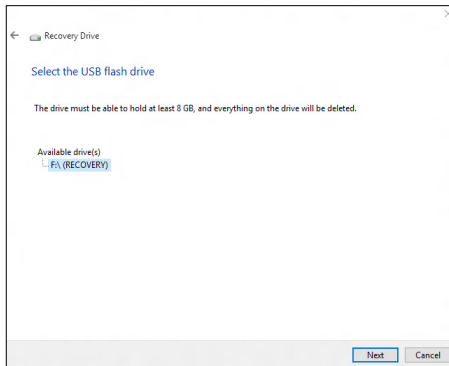 Recovery Drive
Select the USB flash drive
The drive must be able to hold at least 8 GB, and everything on the drive will be deleted.
Available drive(s)
F:\ (RECOVERY)
Next Cancel